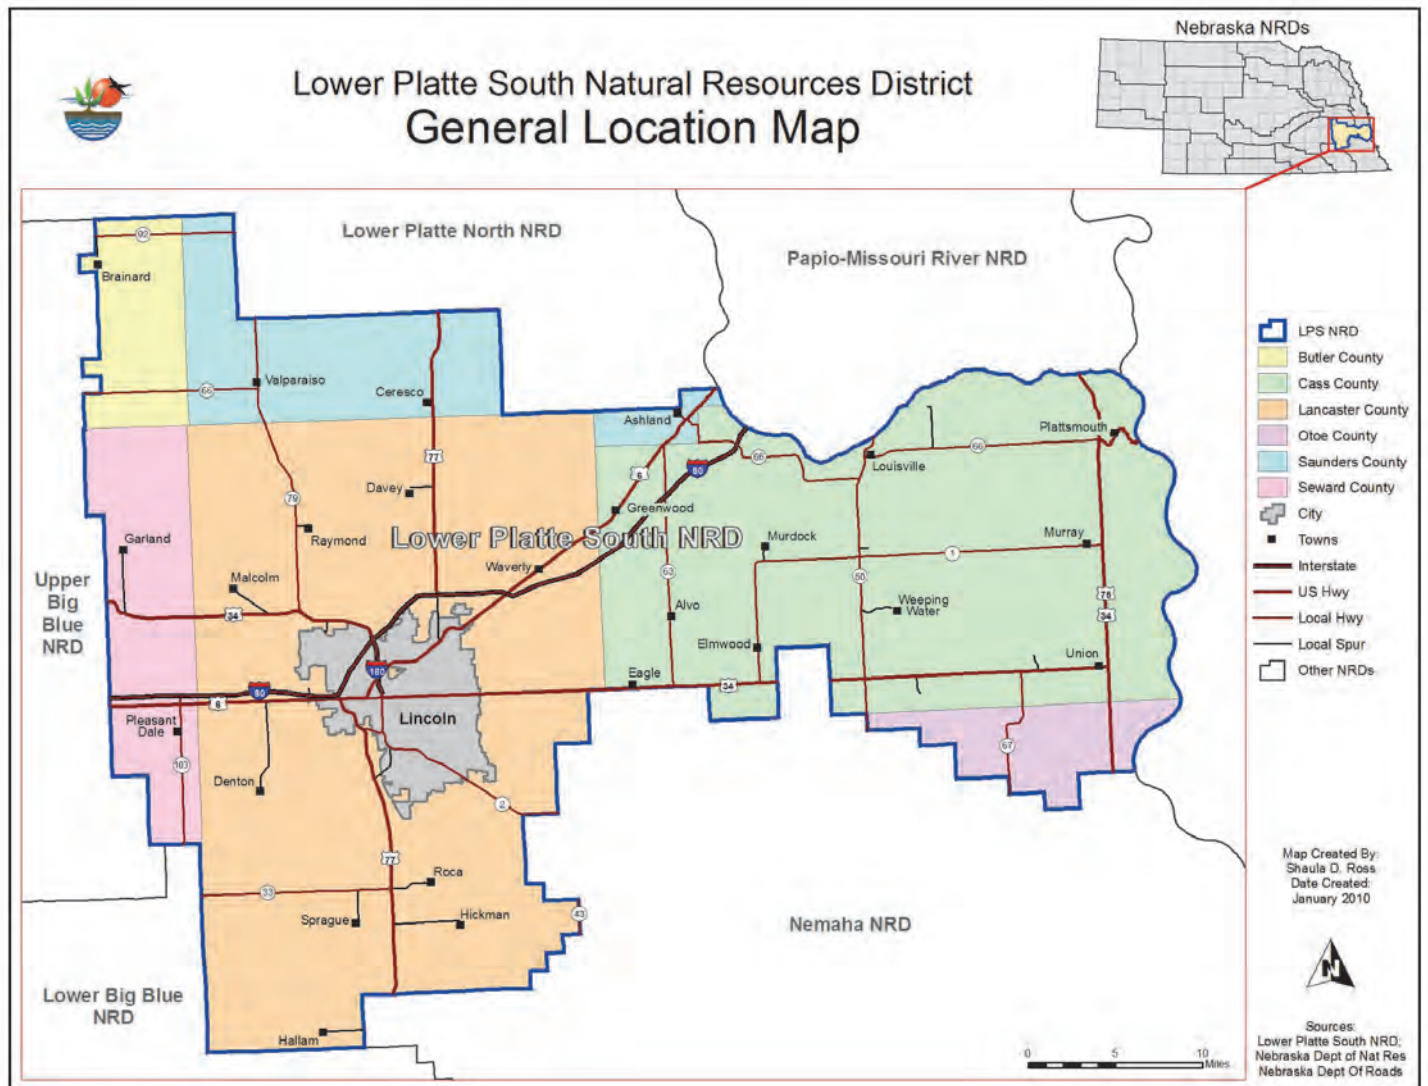 Nebraska NRDs
Lower Platte South Natural Resources District
General Location Map
Lower Platte North NRD
Papio-Missouri River NRD
92
Brainard
66
Valparaiso
Ceresco
77
Ashland
6
80
66
Louisville
66
Plattsmouth
Davey
79
Raymond
Greenwood
Lower Platte South NRD
Murdock
Murray
1
Garland
Malcolm
Waverly
63
50
Upper
Big
Blue
NRD
34
Alvo
Weeping
Water
75
34
Elmwood
Union
180
Eagle
34
80
6
Pleasant
Dale
Lincoln
103
67
Denton
2
77
Roca
33
Sprague
Hickman
43
Nemaha NRD
Lower Big Blue
NRD
Hallam
LPS NRD
Butler County
Cass County
Lancaster County
Otoe County
Saunders County
Seward County
City
Towns
Interstate
US Hwy
Local Hwy
Local Spur
Other NRDs
Map Created By:
Shaula D. Ross
Date Created:
January 2010
N
Sources:
Lower Platte South NRD;
Nebraska Dept of Nat Res
Nebraska Dept Of Roads
0 5 10
Miles